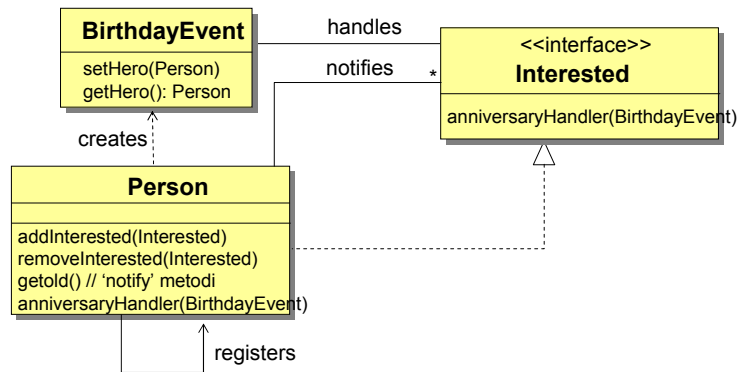 BirthdayEvent
setHero(Person)
getHero(): Person
handles
notifies
*
<<interface>>
Interested
anniversaryHandler(BirthdayEvent)
creates
Person
addInterested(Interested)
removeInterested(Interested)
getold() // ‘notify’ metodi
anniversaryHandler(BirthdayEvent)
registers